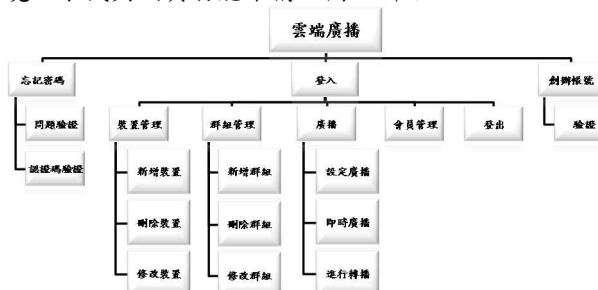 雲端廣播
忘記密碼
登入
創辦帳號
問題驗證
裝置管理
群組管理
廣播
會員管理
登出
驗證
認證碼驗證
新增裝置
新增群組
設定廣播
刪除裝置
刪除群組
即時廣播
修改裝置
修改群組
進行轉播